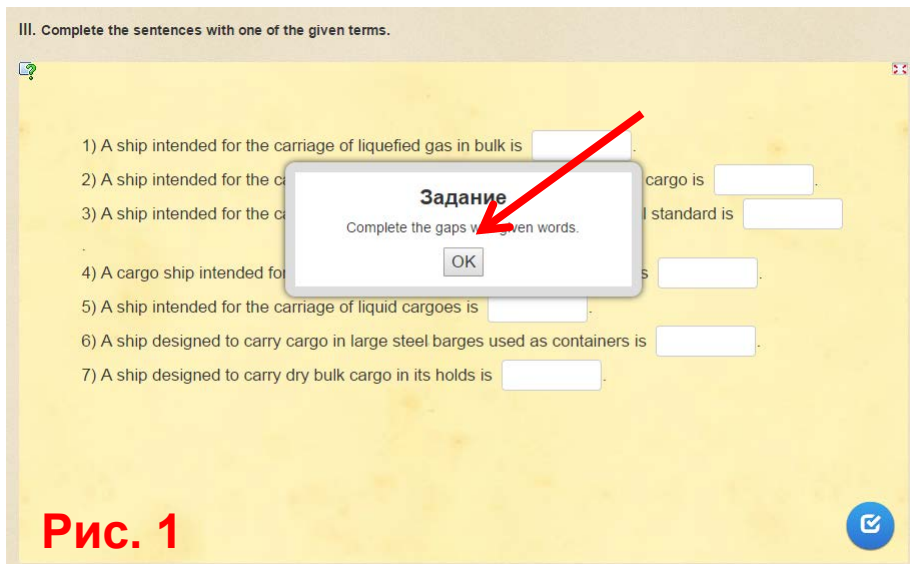 III. Complete the sentences with one of the given terms.
1) A ship intended for the carriage of liquefied gas in bulk is .
2) A ship intended for the ca cargo is .
3) A ship intended for the ca l standard is
.
4) A cargo ship intended for s .
5) A ship intended for the carriage of liquid cargoes is .
6) A ship designed to carry cargo in large steel barges used as containers is .
7) A ship designed to carry dry bulk cargo in its holds is .
Задание
Complete the gaps words.
OK
Рис. 1